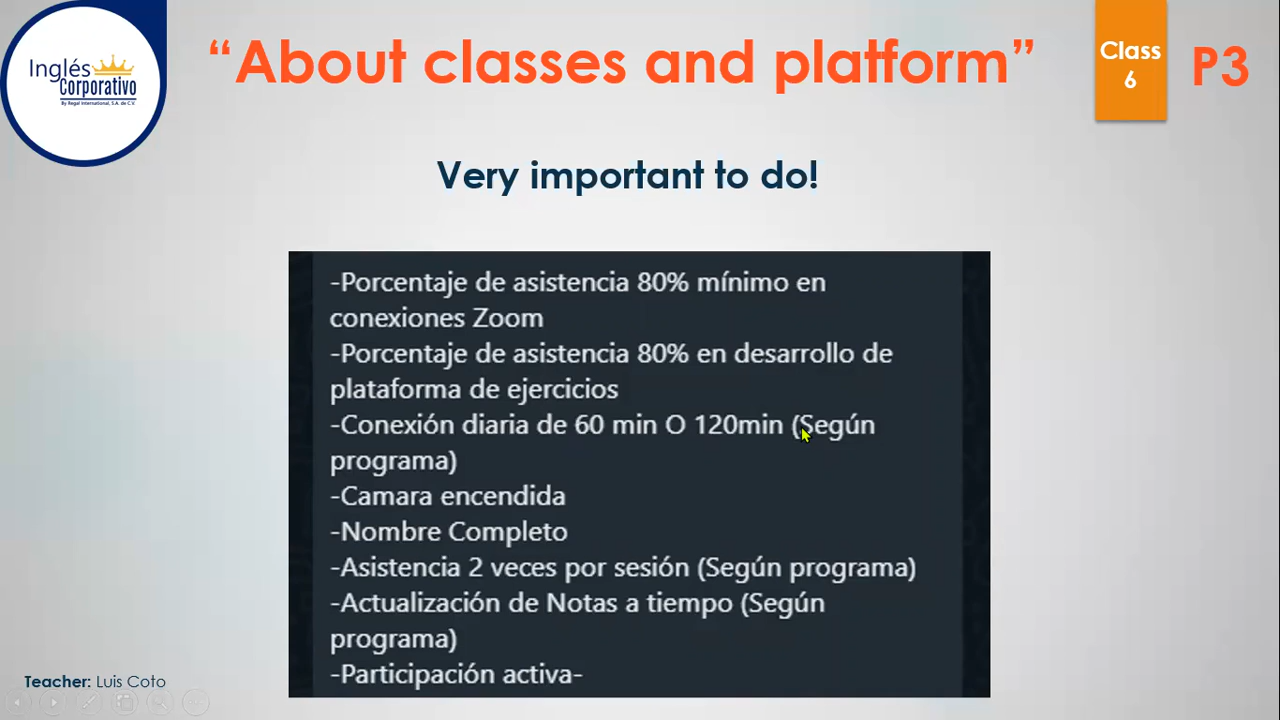 Inglés
Corporativo
By Regal International, S.A. de C.V.
“About classes and platform”
Class
6
P3
Very important to do!
-Porcentaje de asistencia 80% mínimo en
conexiones Zoom
-Porcentaje de asistencia 80% en desarrollo de
plataforma de ejercicios
-Conexión diaria de 60 min O 120min (Según
programa)
-Camara encendida
-Nombre Completo
-Asistencia 2 veces por sesión (Según programa)
-Actualización de Notas a tiempo (Según
programa)
-Participación activa-
Teacher: Luis Coto